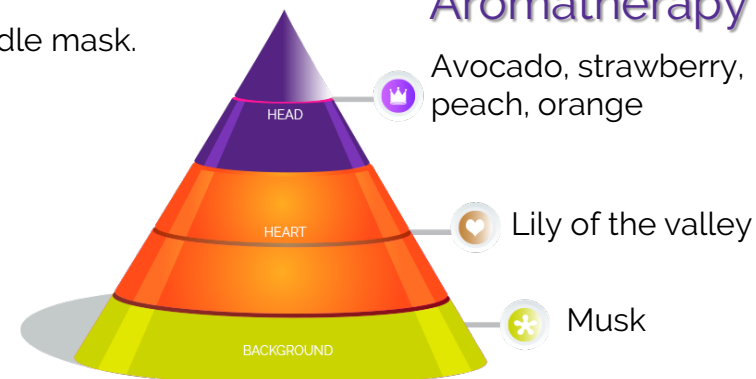 Aromatherapy
dle mask.
Avocado, strawberry,
peach, orange
HEAD
Lily of the valley
HEART
Musk
BACKGROUND